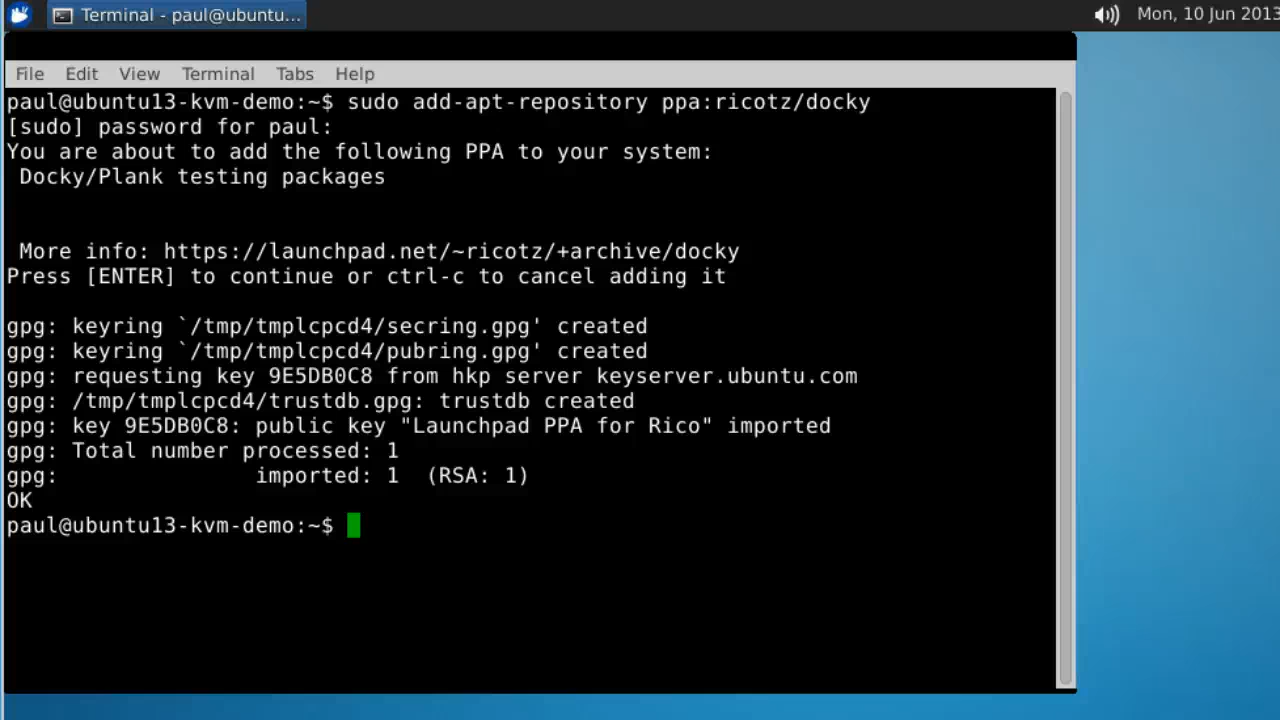 Terminal - paul@ubuntu...
Mon, 10 Jun 2013
File Edit View Terminal Tabs Help
paul@ubuntu13-kvm-demo:~$ sudo add-apt-repository ppa:ricotz/docky
[sudo] password for paul:
You are about to add the following PPA to your system:
Docky/Plank testing packages
More info: https://launchpad.net/~ricotz/+archive/docky
Press [ENTER] to continue or ctrl-c to cancel adding it
gpg: keyring `/tmp/tmplcpcd4/secring.gpg' created
gpg: keyring `/tmp/tmplcpcd4/pubring.gpg' created
gpg: requesting key 9E5DB0C8 from hkp server keyserver.ubuntu.com
gpg: /tmp/tmplcpcd4/trustdb.gpg: trustdb created
gpg: key 9E5DB0C8: public key "Launchpad PPA for Rico" imported
gpg: Total number processed: 1
gpg:               imported: 1  (RSA: 1)
OK
paul@ubuntu13-kvm-demo:~$